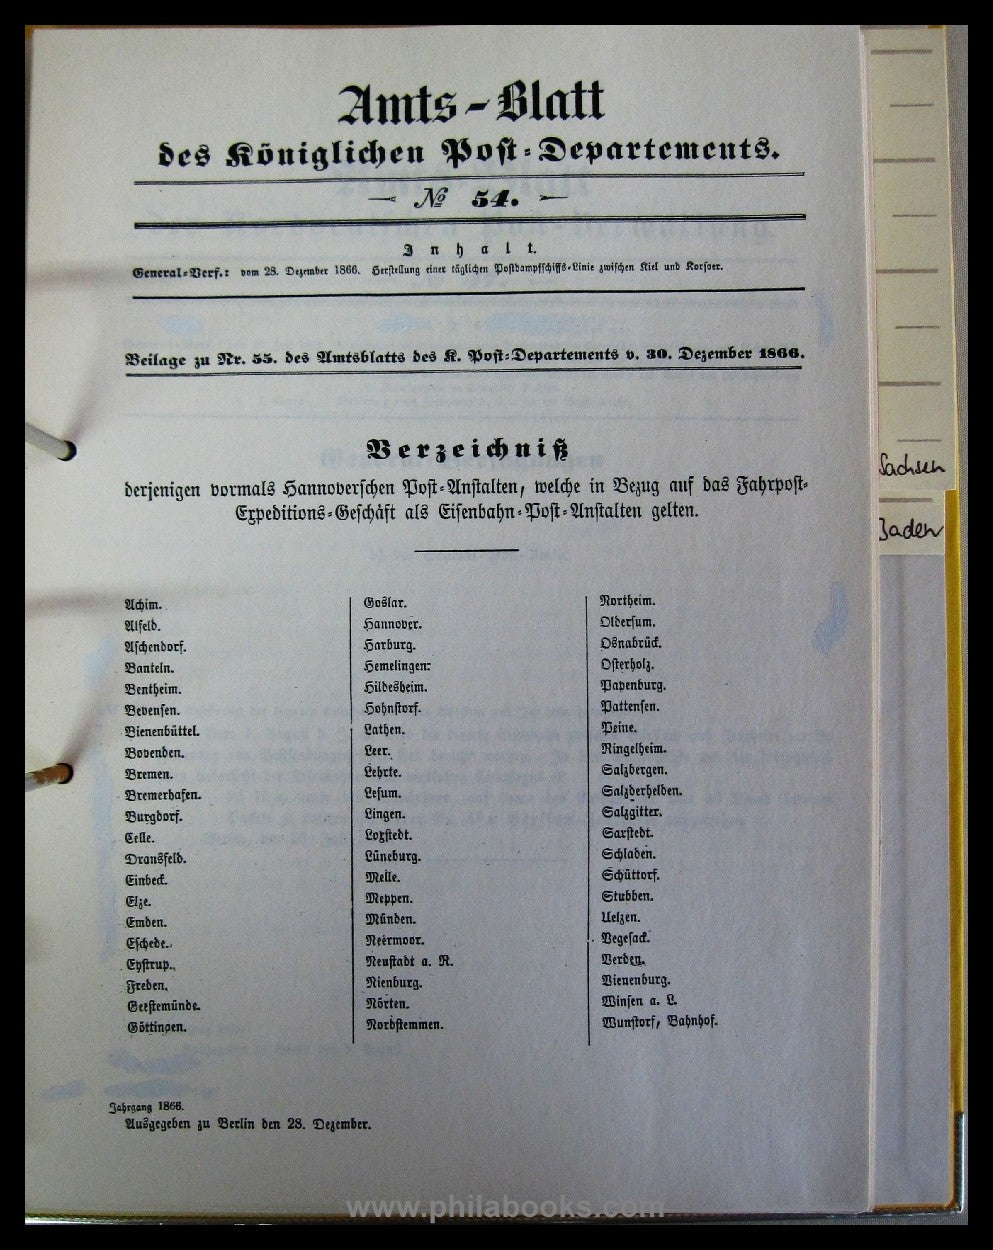 Amts-Blatt
des Königlichen Post-Departements.
№ 54.
Inhalt.
General-Verf.: vom 28. Dezember 1866. Herstellung einer täglichen Postdampfschiffs-Linie zwischen Kiel und Korsoer.
Beilage zu Nr. 55. des Amtsblatts des K. Post-Departements v. 30. Dezember 1866.
Verzeichniß
derjenigen vormals Hannoverschen Post-Anstalten, welche in Bezug auf das Fahrpost-
Expeditions-Geschäft als Eisenbahn-Post-Anstalten gelten.
Achim.
Alfeld.
Aschendorf.
Banteln.
Bentheim.
Bevensen.
Bienenbüttel.
Bovenden.
Bremen.
Bremerhafen.
Burgdorf.
Celle.
Dransfeld.
Einbeck.
Elze.
Emden.
Eschede.
Eystrup.
Freden.
Geestemünde.
Göttingen.
Goslar.
Hannover.
Harburg.
Hemelingen:
Hildesheim.
Hohnstorf.
Lathen.
Leer.
Lehrte.
Lesum.
Lingen.
Loxstedt.
Lüneburg.
Melle.
Meppen.
Münden.
Neermoor.
Neustadt a. R.
Nienburg.
Nörten.
Nordstemmen.
Northeim.
Oldersum.
Osnabrück.
Osterholz.
Papenburg.
Pattensen.
Peine.
Ringelheim.
Salzbergen.
Salzderhelden.
Salzgitter.
Sarstedt.
Schladen.
Schüttorf.
Stubben.
Uelzen.
Vegesack.
Verden.
Vienenburg.
Winsen a. L.
Wunstorf, Bahnhof.
Jahrgang 1866.
Ausgegeben zu Berlin den 28. Dezember.
Sachsen
Baden
www.philabooks.com